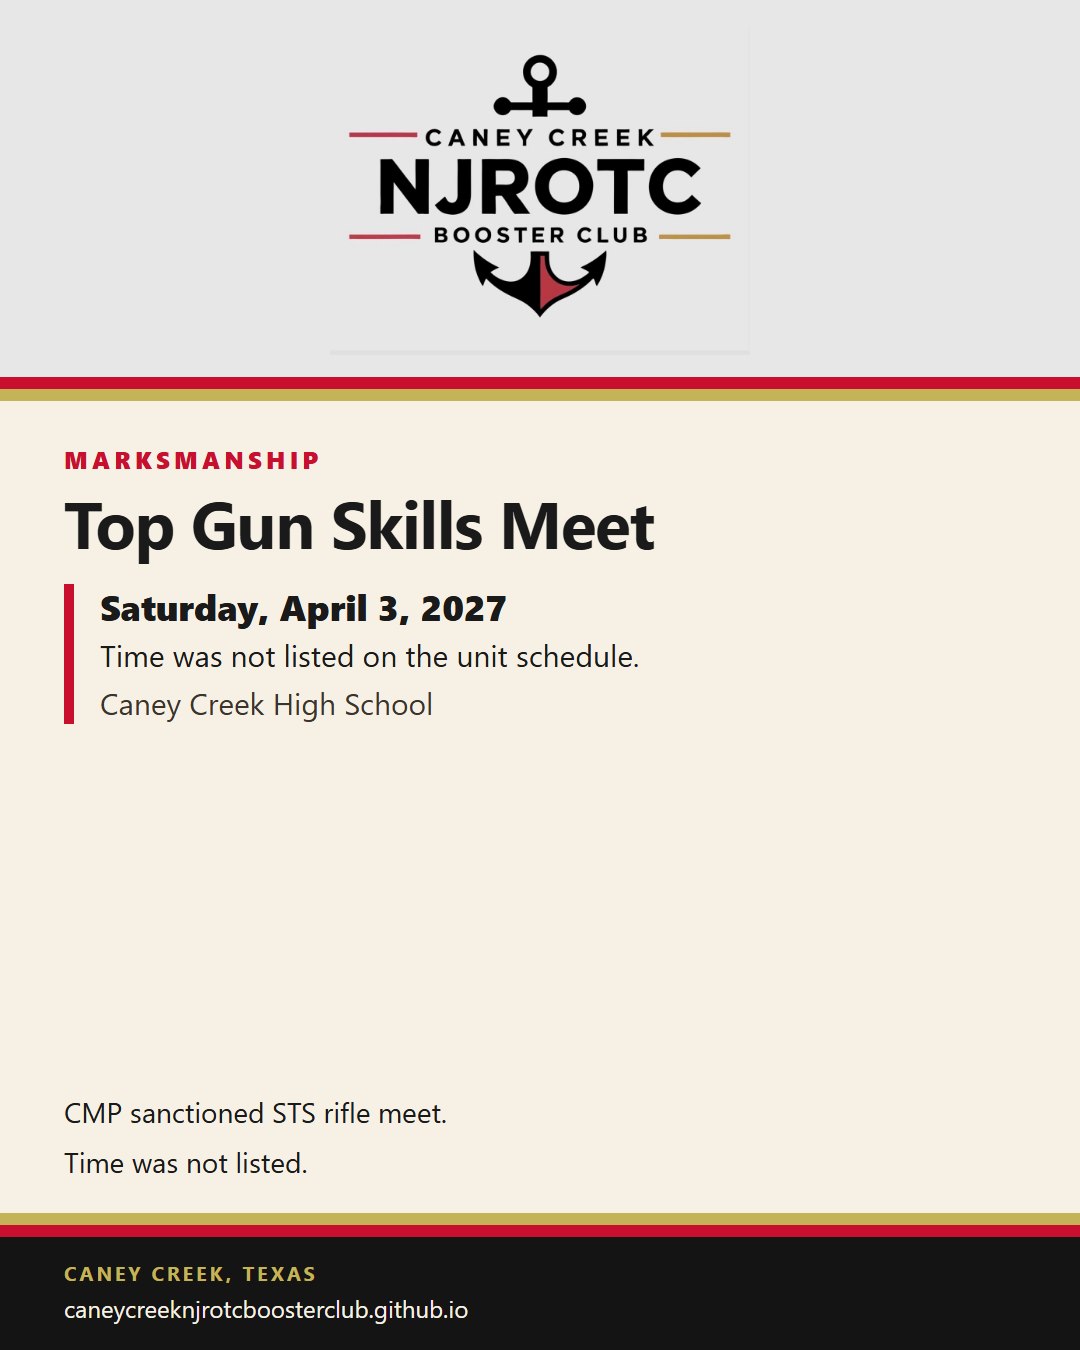 CANEY CREEK
NJROTC
BOOSTER CLUB
MARKSMANSHIP
Top Gun Skills Meet
Saturday, April 3, 2027
Time was not listed on the unit schedule.
Caney Creek High School
CMP sanctioned STS rifle meet.
Time was not listed.
CANEY CREEK, TEXAS
caneycreeknjrotcboosterclub.github.io